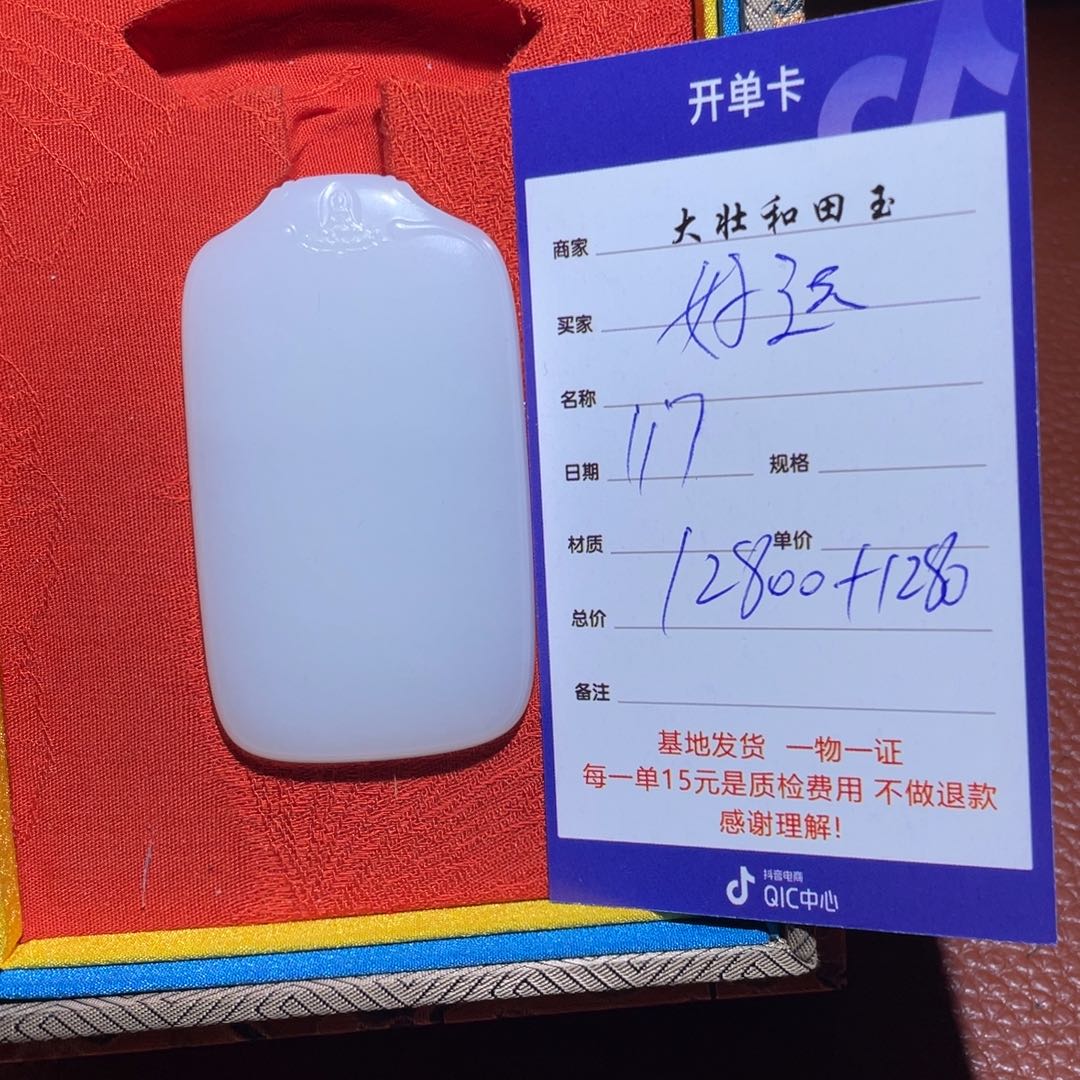 开单卡
商家 大壮和田玉
买家 好运
名称
日期 117 规格
材质 单价
总价 12800+1280
备注
基地发货 一物一证
每一单15元是质检费用 不做退款
感谢理解!
抖音电商
QIC中心